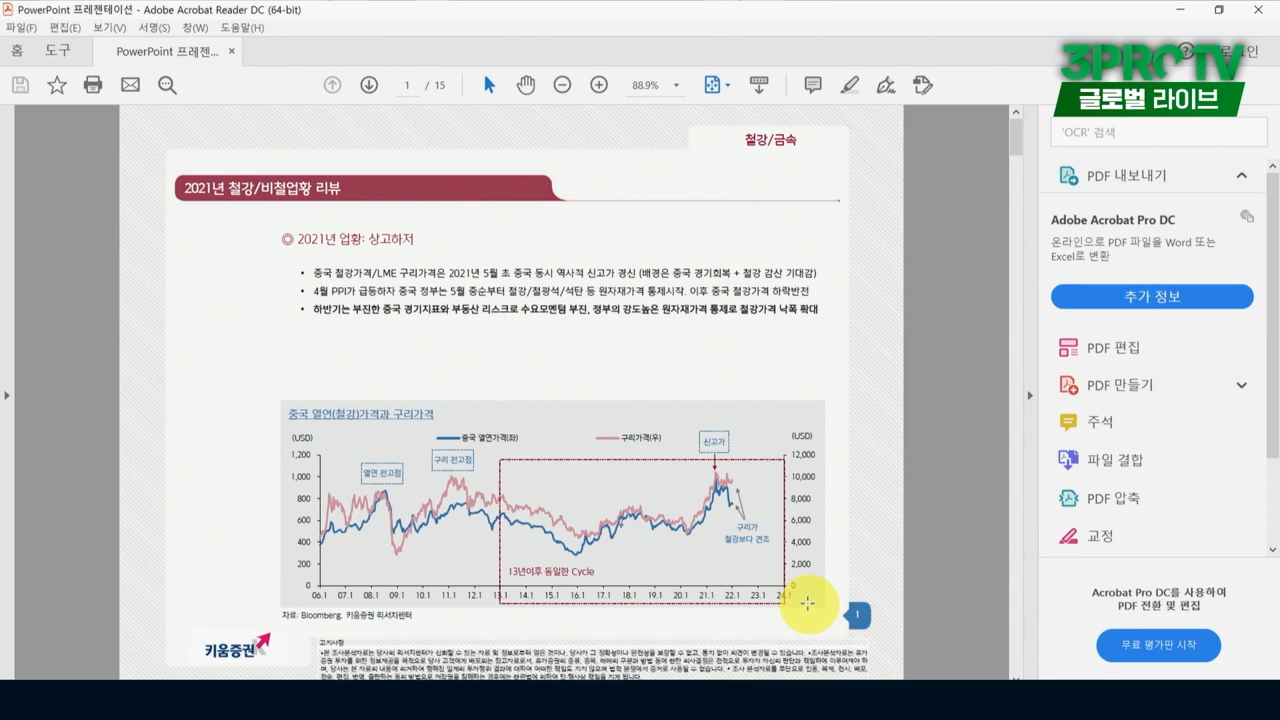 PowerPoint 프레젠테이션 - Adobe Acrobat Reader DC (64-bit)
파일(F) 편집(E) 보기(V) 서명(S) 창(W) 도움말(H)
홈 도구 PowerPoint 프레젠... × 로그인
3PROTV
글로벌 라이브
1 / 15 88.9%
철강/금속
'OCR' 검색
2021년 철강/비철업황 리뷰
PDF 내보내기
Adobe Acrobat Pro DC
온라인으로 PDF 파일을 Word 또는
Excel로 변환
추가 정보
PDF 편집
PDF 만들기
주석
파일 결합
PDF 압축
교정
Acrobat Pro DC를 사용하여
PDF 전환 및 편집
무료 평가판 시작
◎ 2021년 업황: 상고하저
• 중국 철강가격/LME 구리가격은 2021년 5월 초 중국 동시 역사적 신고가 경신 (배경은 중국 경기회복 + 철강 감산 기대감)
• 4월 PPI가 급등하자 중국 정부는 5월 중순부터 철강/철광석/석탄 등 원자재가격 통제시작. 이후 중국 철강가격 하락반전
• 하반기는 부진한 중국 경기지표와 부동산 리스크로 수요모멘텀 부진, 정부의 강도높은 원자재가격 통제로 철강가격 낙폭 확대
중국 열연(철강)가격과 구리가격
(USD) 중국 열연가격(좌) 구리가격(우) (USD)
신고가
구리 전고점
열연 전고점
1,200 12,000
1,000 10,000
800 8,000
600 6,000
400 4,000
200 2,000
0 0
구리가
철강보다 견조
13년이후 동일한 Cycle
06.1 07.1 08.1 09.1 10.1 11.1 12.1 13.1 14.1 15.1 16.1 17.1 18.1 19.1 20.1 21.1 22.1 23.1 24.1
자료: Bloomberg, 키움증권 리서치센터
1
키움증권
고지사항